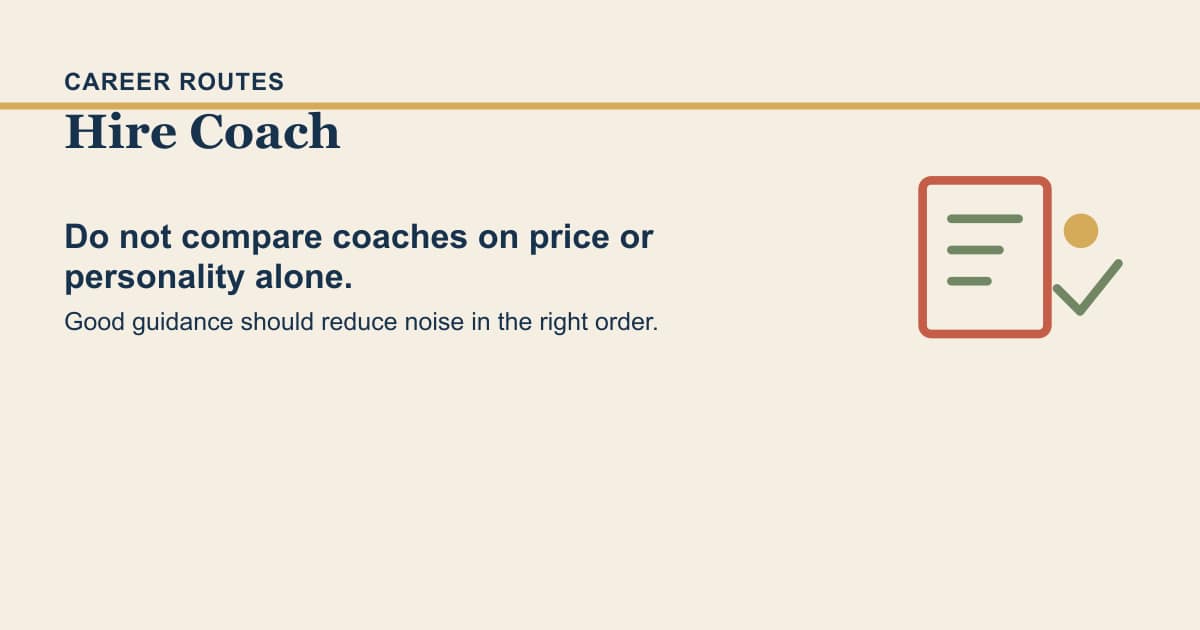 CAREER ROUTES
Hire Coach
Do not compare coaches on price or
personality alone.
Good guidance should reduce noise in the right order.